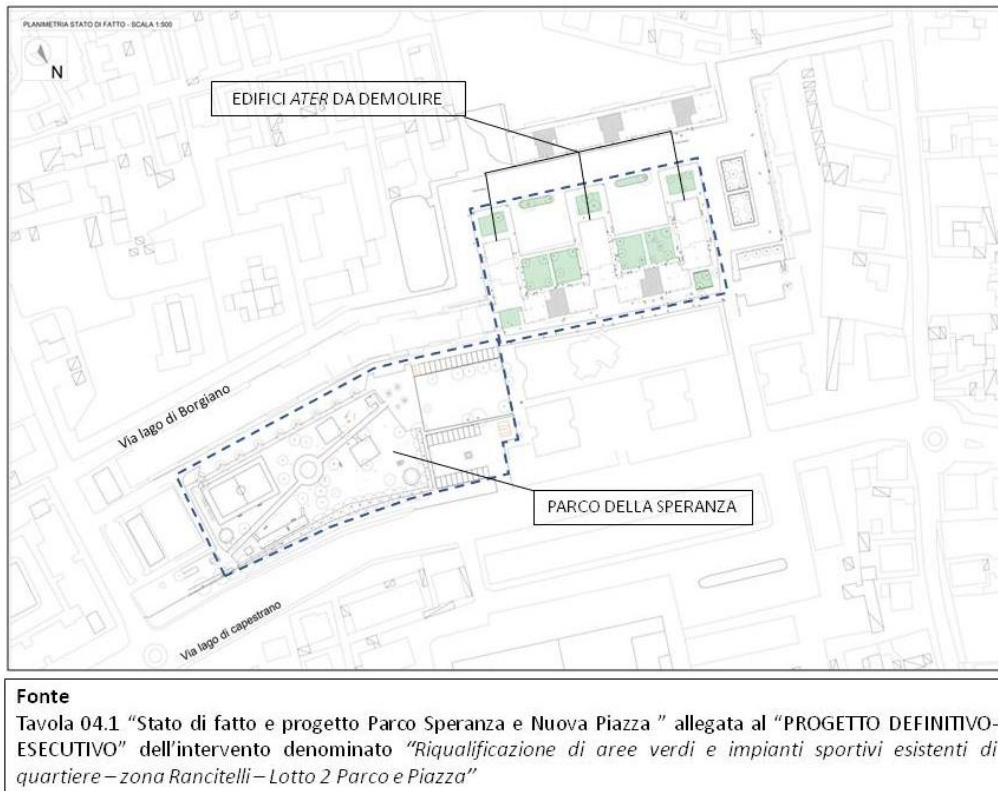 PLANIMETRIA STATO DI FATTO - SCALA 1:500
N
EDIFICI ATER DA DEMOLIRE
Via lago di Borgiano
PARCO DELLA SPERANZA
Via lago di capestrano
Fonte
Tavola 04.1 “Stato di fatto e progetto Parco Speranza e Nuova Piazza ” allegata al “PROGETTO DEFINITIVO-
ESECUTIVO” dell’intervento denominato “Riqualificazione di aree verdi e impianti sportivi esistenti di
quartiere – zona Rancitelli – Lotto 2 Parco e Piazza”